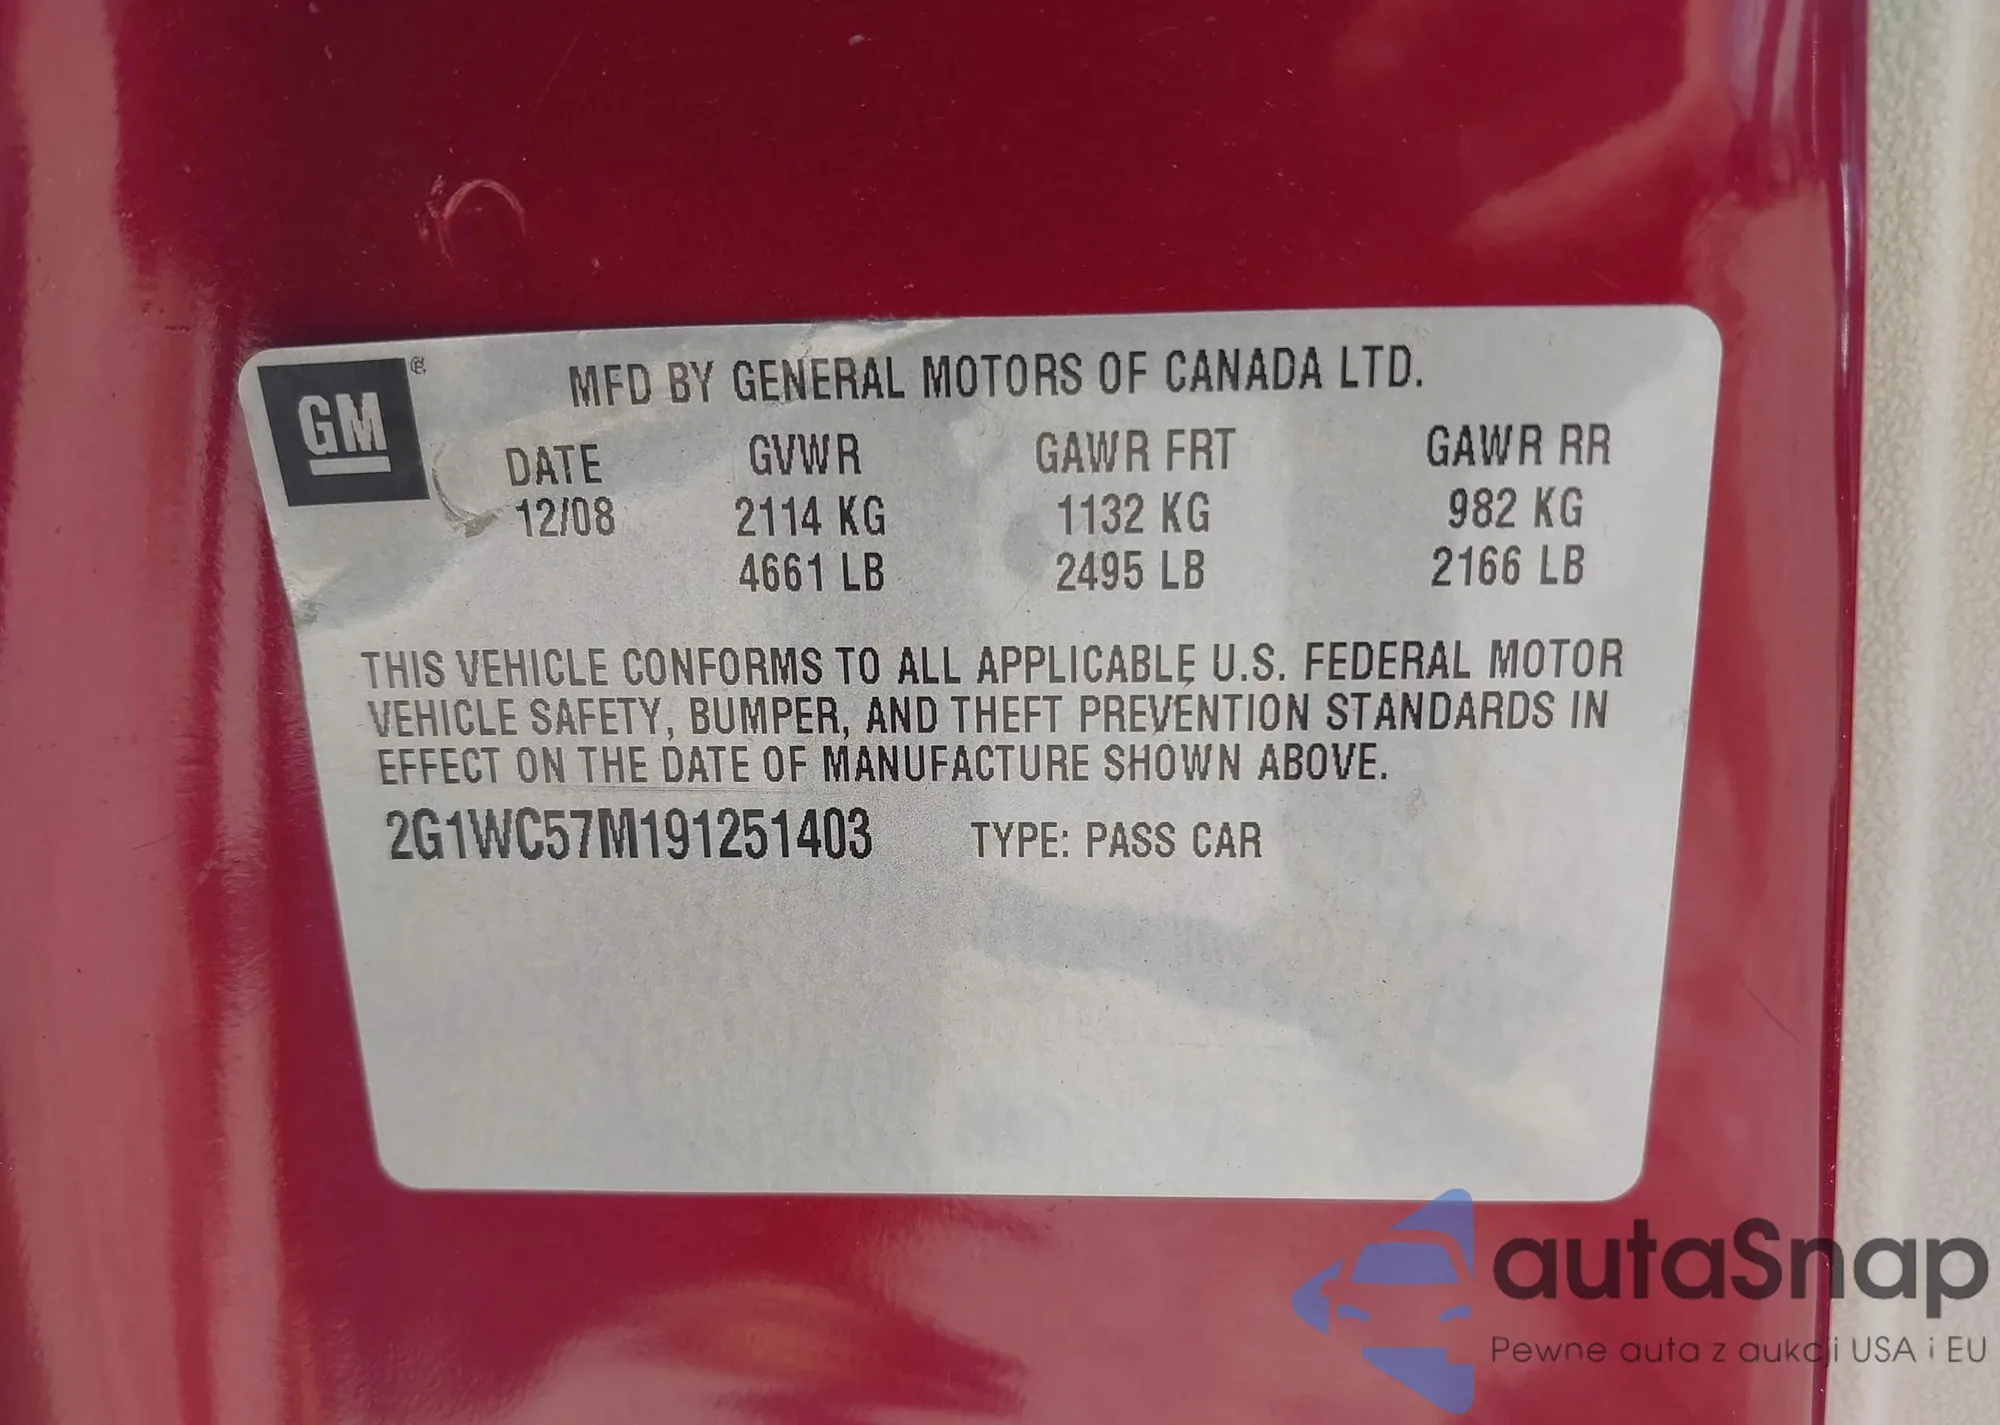 GM ®
MFD BY GENERAL MOTORS OF CANADA LTD.
DATE GVWR GAWR FRT GAWR RR
12/08 2114 KG 1132 KG 982 KG
4661 LB 2495 LB 2166 LB
THIS VEHICLE CONFORMS TO ALL APPLICABLE U.S. FEDERAL MOTOR
VEHICLE SAFETY, BUMPER, AND THEFT PREVENTION STANDARDS IN
EFFECT ON THE DATE OF MANUFACTURE SHOWN ABOVE.
2G1WC57M191251403 TYPE: PASS CAR
autaSnap
Pewne auta z aukcji USA i EU